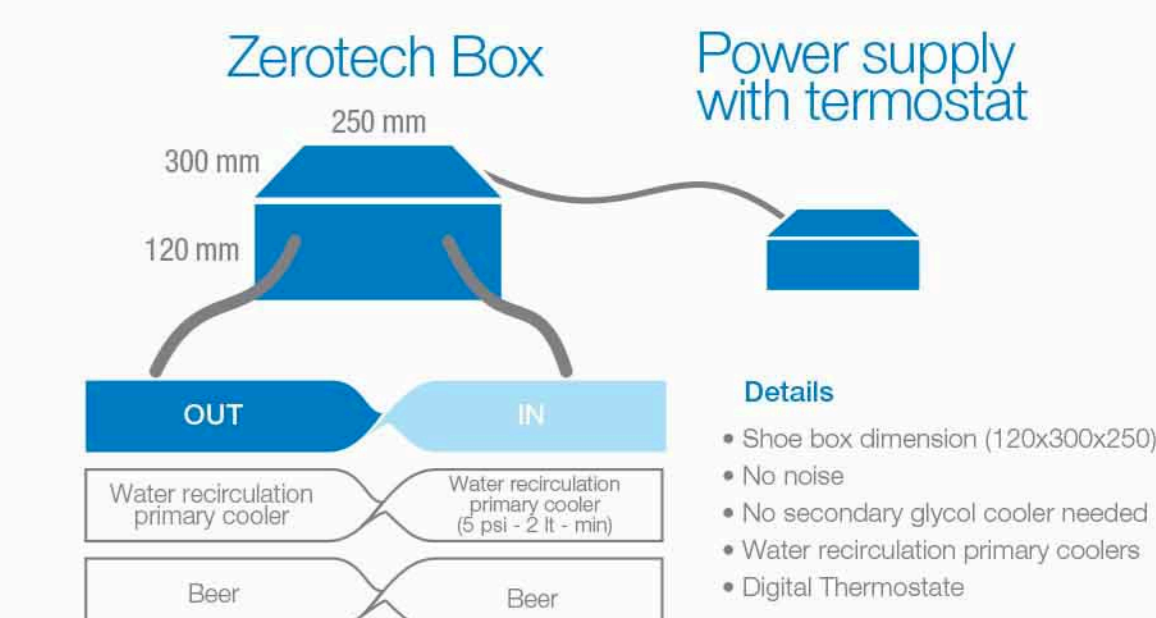 Zerotech Box
Power supply
with termostat
250 mm
300 mm
120 mm
OUT
IN
Water recirculation
primary cooler
Water recirculation
primary cooler
(5 psi - 2 lt - min)
Beer
Beer
Details
• Shoe box dimension (120x300x250)
• No noise
• No secondary glycol cooler needed
• Water recirculation primary coolers
• Digital Thermostate